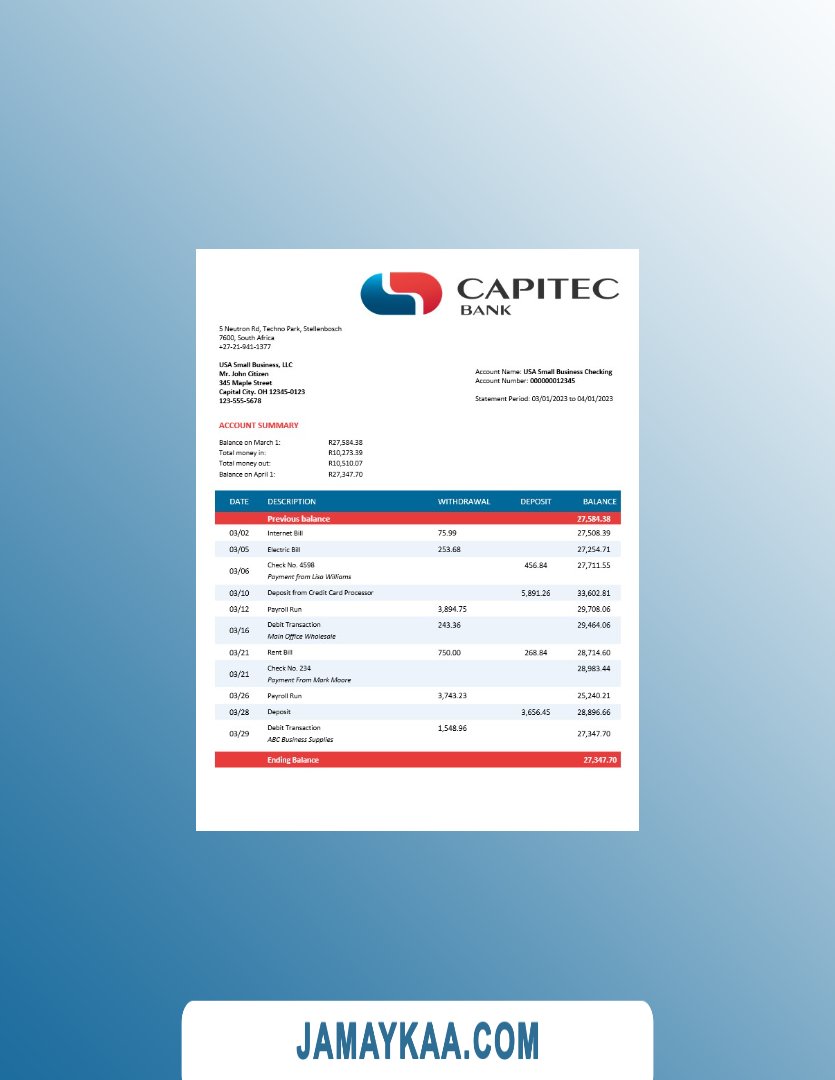 CAPITEC
BANK
5 Neutron Rd, Techno Park, Stellenbosch
7600, South Africa
+27-21-941-1377
USA Small Business, LLC
Mr. John Citizen
345 Maple Street
Capital City. OH 12345-0123
123-555-5678
Account Name: USA Small Business Checking
Account Number: 000000012345
Statement Period: 03/01/2023 to 04/01/2023
ACCOUNT SUMMARY
Balance on March 1: R27,584.38
Total money in: R10,273.39
Total money out: R10,510.07
Balance on April 1: R27,347.70
DATE DESCRIPTION WITHDRAWAL DEPOSIT BALANCE
Previous balance 27,584.38
03/02 Internet Bill 75.99 27,508.39
03/05 Electric Bill 253.68 27,254.71
03/06 Check No. 4598 456.84 27,711.55
Payment from Lisa Williams
03/10 Deposit from Credit Card Processor 5,891.26 33,602.81
03/12 Payroll Run 3,894.75 29,708.06
03/16 Debit Transaction 243.36 29,464.06
Main Office Wholesale
03/21 Rent Bill 750.00 268.84 28,714.60
03/21 Check No. 234 28,983.44
Payment From Mark Moore
03/26 Payroll Run 3,743.23 25,240.21
03/28 Deposit 3,656.45 28,896.66
03/29 Debit Transaction 1,548.96 27,347.70
ABC Business Supplies
Ending Balance 27,347.70
JAMAYKAA.COM